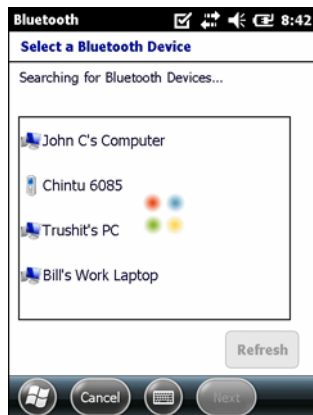 Bluetooth 8:42
Select a Bluetooth Device
Searching for Bluetooth Devices...
John C's Computer
Chintu 6085
Trushit's PC
Bill's Work Laptop
Refresh
Cancel Next